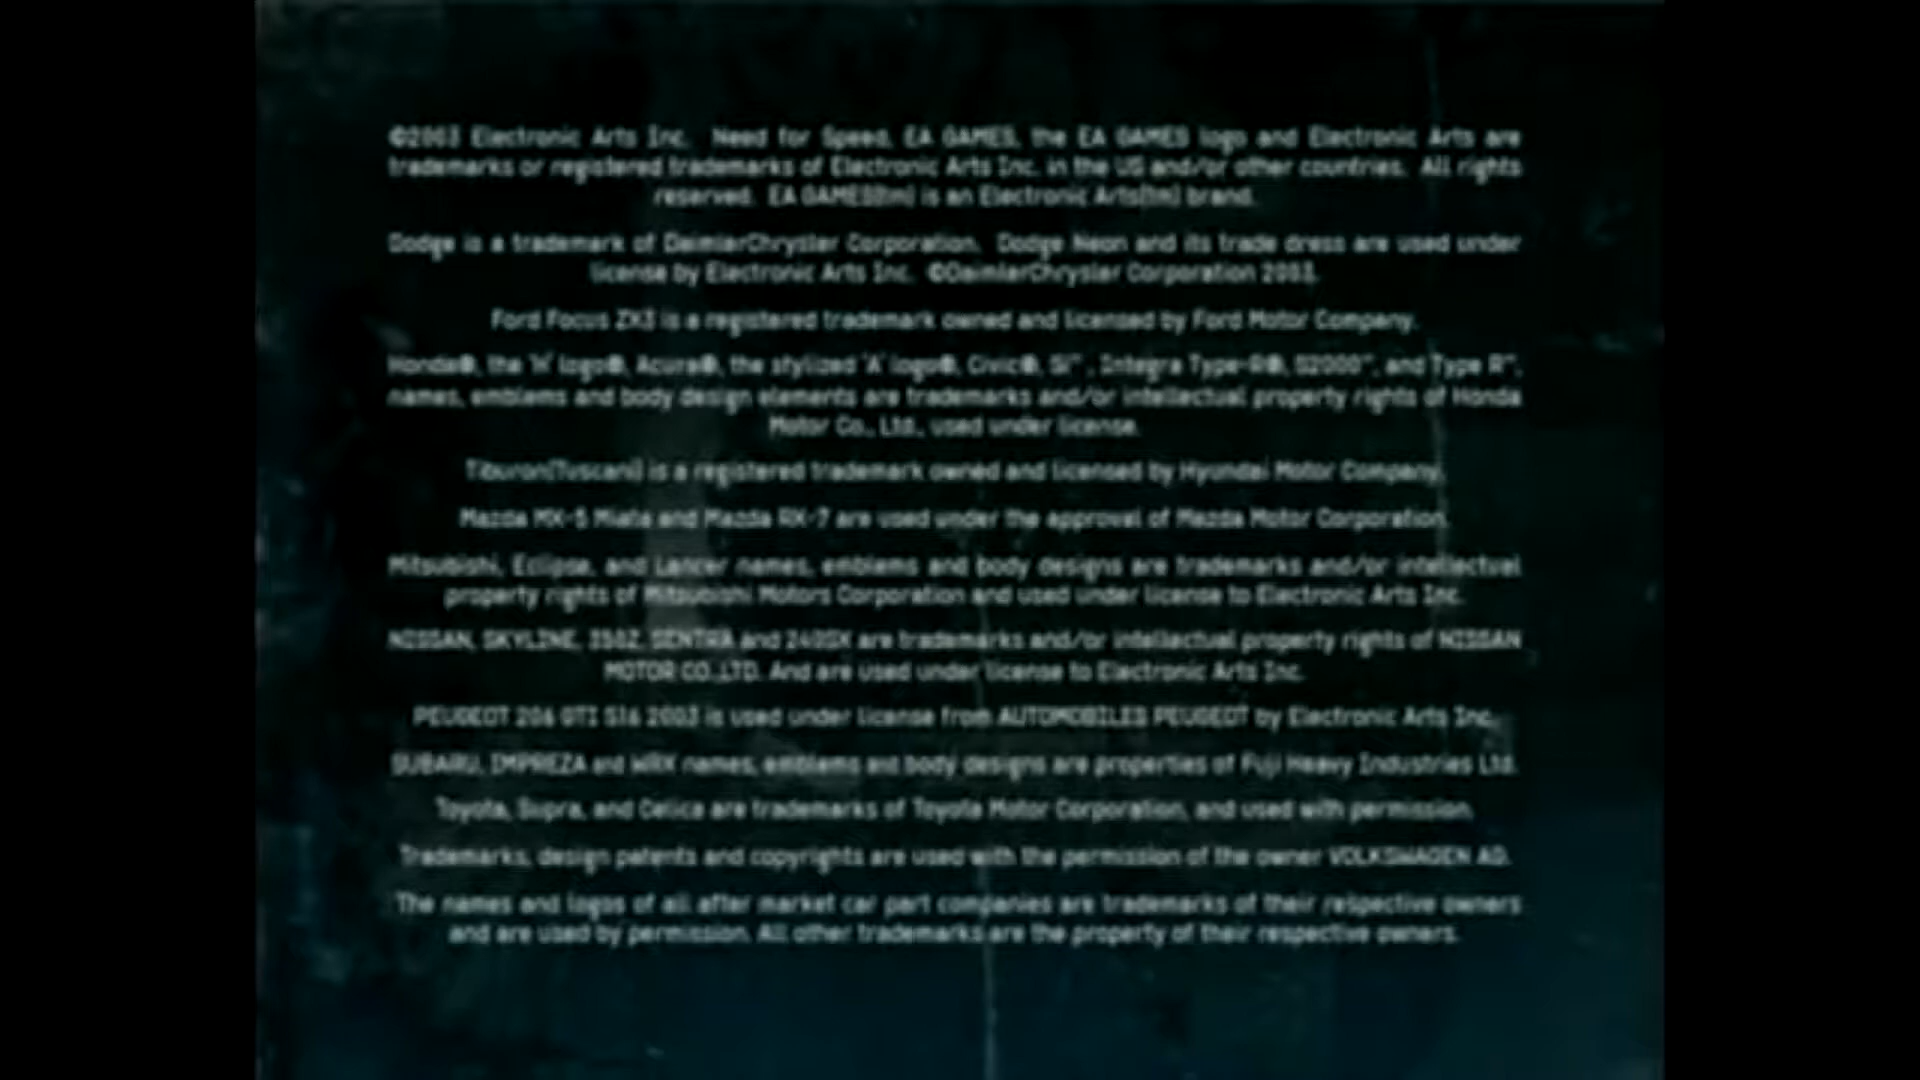 ©2003 Electronic Arts Inc.  Need for Speed, EA GAMES, the EA GAMES logo and Electronic Arts are
trademarks or registered trademarks of Electronic Arts Inc. in the US and/or other countries.  All rights
reserved.  EA GAMES(tm) is an Electronic Arts(tm) brand.
Dodge is a trademark of DaimlerChrysler Corporation.  Dodge Neon and its trade dress are used under
license by Electronic Arts Inc.  ©DaimlerChrysler Corporation 2003.
Ford Focus ZX3 is a registered trademark owned and licensed by Ford Motor Company.
Honda®, the 'H' logo®, Acura®, the stylized 'A' logo®, Civic®, Si™ , Integra Type-R®, S2000™, and Type R™,
names, emblems and body design elements are trademarks and/or intellectual property rights of Honda
Motor Co., Ltd., used under license.
Tiburon(Tuscani) is a registered trademark owned and licensed by Hyundai Motor Company.
Mazda MX-5 Miata and Mazda RX-7 are used under the approval of Mazda Motor Corporation.
Mitsubishi, Eclipse, and Lancer names, emblems and body designs are trademarks and/or intellectual
property rights of Mitsubishi Motors Corporation and used under license to Electronic Arts Inc.
NISSAN, SKYLINE, 350Z, SENTRA and 240SX are trademarks and/or intellectual property rights of NISSAN
MOTOR CO.,LTD. And are used under license to Electronic Arts Inc.
PEUGEOT 206 GTI S16 2003 is used under license from AUTOMOBILES PEUGEOT by Electronic Arts Inc.
SUBARU, IMPREZA and WRX names, emblems and body designs are properties of Fuji Heavy Industries Ltd.
Toyota, Supra, and Celica are trademarks of Toyota Motor Corporation, and used with permission.
Trademarks, design patents and copyrights are used with the permission of the owner VOLKSWAGEN AG.
The names and logos of all after market car part companies are trademarks of their respective owners
and are used by permission. All other trademarks are the property of their respective owners.